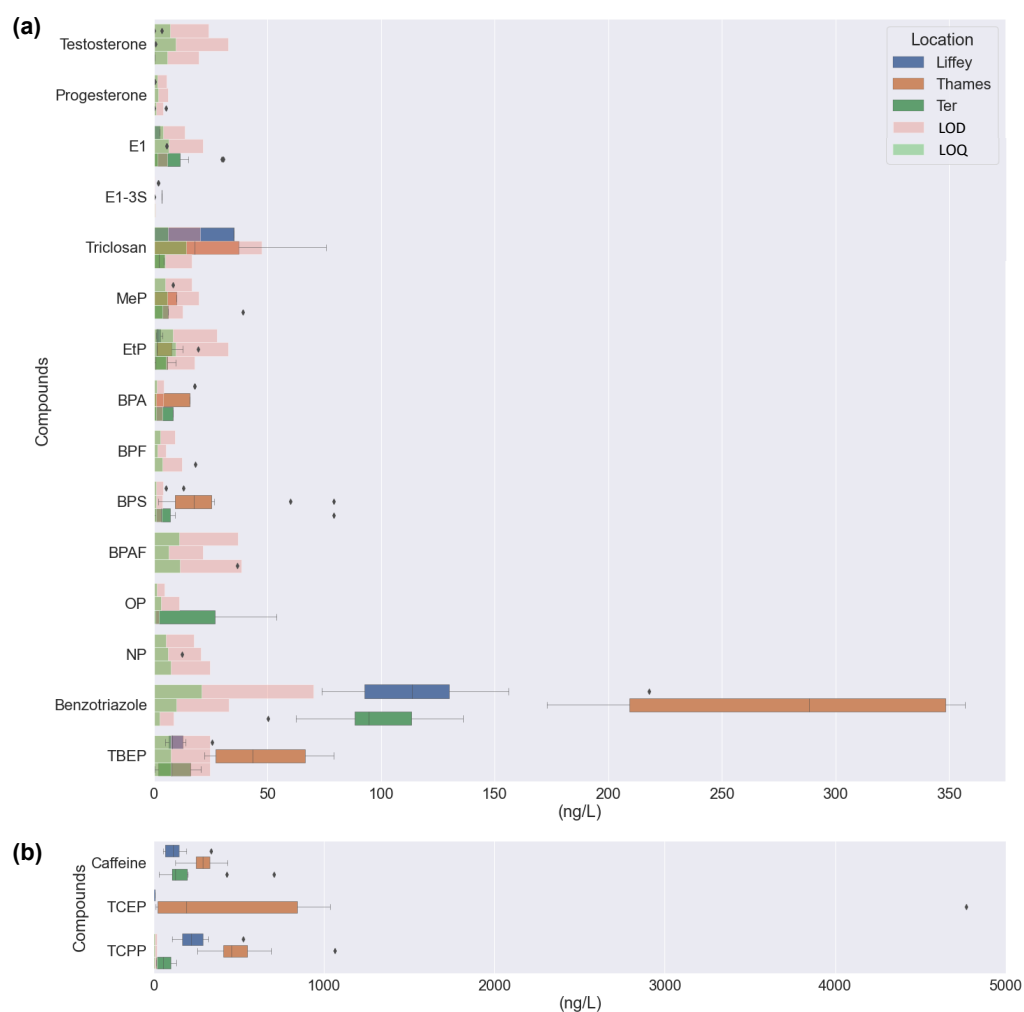 (a)
Testosterone
Progesterone
E1
E1-3S
Triclosan
MeP
EtP
BPA
BPF
BPS
BPAF
OP
NP
Benzotriazole
TBEP
Compounds
Location
Liffey
Thames
Ter
LOD
LOQ
0 50 100 150 200 250 300 350
(ng/L)
(b)
Caffeine
TCEP
TCPP
Compounds
0 1000 2000 3000 4000 5000
(ng/L)